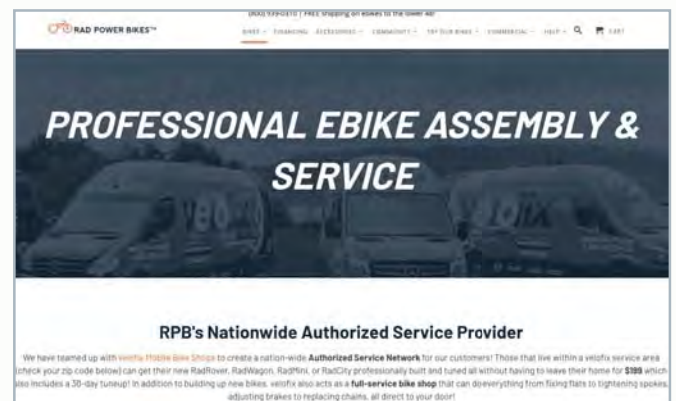 (800) 939-0310 | FREE shipping on ebikes to the lower 48!
RAD POWER BIKES™
BIKES FINANCING ACCESSORIES COMMUNITY TRY OUR BIKES COMMERCIAL HELP CART
PROFESSIONAL EBIKE ASSEMBLY &
SERVICE
RPB's Nationwide Authorized Service Provider
We have teamed up with velofix Mobile Bike Shops to create a nation-wide Authorized Service Network for our customers! Those that live within a velofix service area
(check your zip code below) can get their new RadRover, RadWagon, RadMini, or RadCity professionally built and tuned all without having to leave their home for $199 which
also includes a 30-day tuneup! In addition to building up new bikes, velofix also acts as a full-service bike shop that can do everything from fixing flats to tightening spokes,
adjusting brakes to replacing chains, all direct to your door!